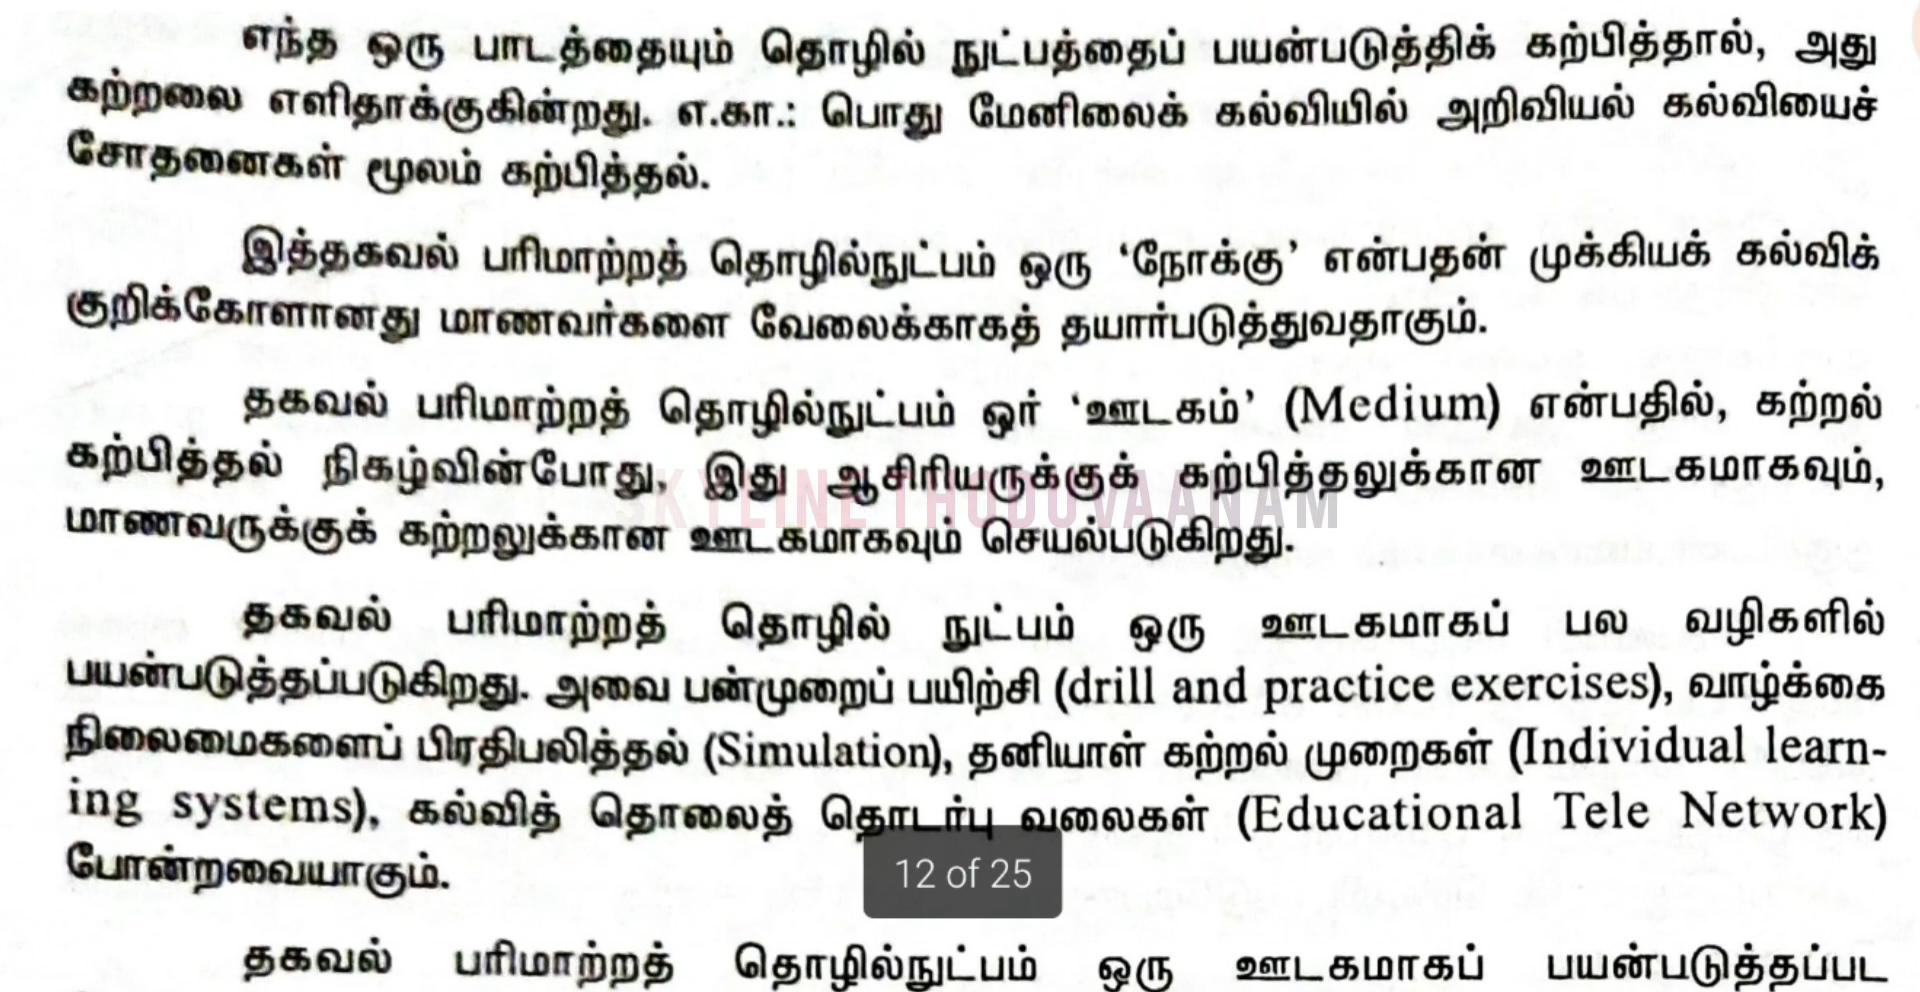 எந்த ஒரு பாடத்தையும் தொழில் நுட்பத்தைப் பயன்படுத்திக் கற்பித்தால், அது
கற்றலை எளிதாக்குகின்றது. எ.கா.: பொது மேனிலைக் கல்வியில் அறிவியல் கல்வியைச்
சோதனைகள் மூலம் கற்பித்தல்.
இத்தகவல் பரிமாற்றத் தொழில்நுட்பம் ஒரு ‘நோக்கு’ என்பதன் முக்கியக் கல்விக்
குறிக்கோளானது மாணவர்களை வேலைக்காகத் தயார்படுத்துவதாகும்.
தகவல் பரிமாற்றத் தொழில்நுட்பம் ஓர் ‘ஊடகம்’ (Medium) என்பதில், கற்றல்
கற்பித்தல் நிகழ்வின்போது, இது ஆசிரியருக்குக் கற்பித்தலுக்கான ஊடகமாகவும்,
SKYLINE THODUVAANAM
மாணவருக்குக் கற்றலுக்கான ஊடகமாகவும் செயல்படுகிறது.
தகவல் பரிமாற்றத் தொழில் நுட்பம் ஒரு ஊடகமாகப் பல வழிகளில்
பயன்படுத்தப்படுகிறது. அவை பன்முறைப் பயிற்சி (drill and practice exercises), வாழ்க்கை
நிலைமைகளைப் பிரதிபலித்தல் (Simulation), தனியாள் கற்றல் முறைகள் (Individual learn-
ing systems), கல்வித் தொலைத் தொடர்பு வலைகள் (Educational Tele Network)
போன்றவையாகும்.
12 of 25
தகவல் பரிமாற்றத் தொழில்நுட்பம் ஒரு ஊடகமாகப் பயன்படுத்தப்பட